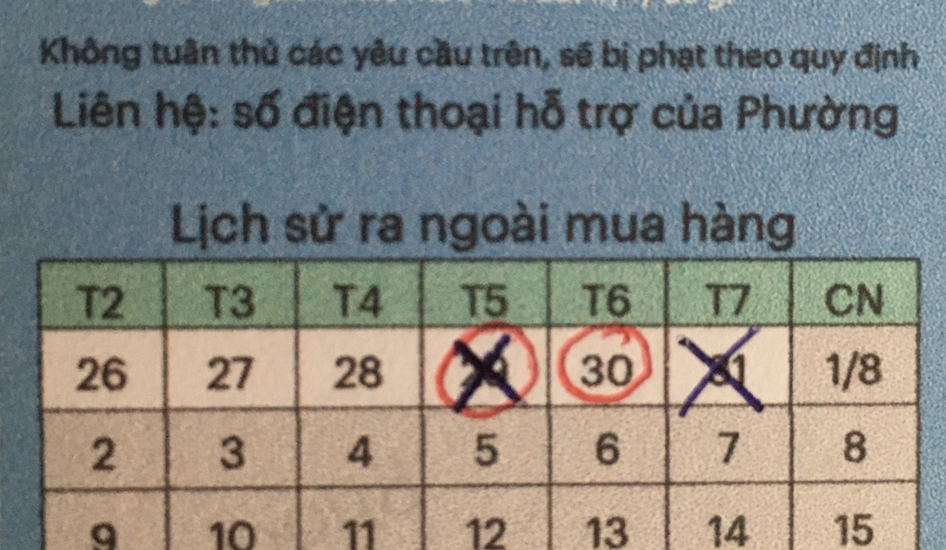 Không tuân thủ các yêu cầu trên, sẽ bị phạt theo quy định
Liên hệ: số điện thoại hỗ trợ của Phường
Lịch sử ra ngoài mua hàng
T2 T3 T4 T5 T6 T7 CN
26 27 28 29 30 31 1/8
2 3 4 5 6 7 8
9 10 11 12 13 14 15